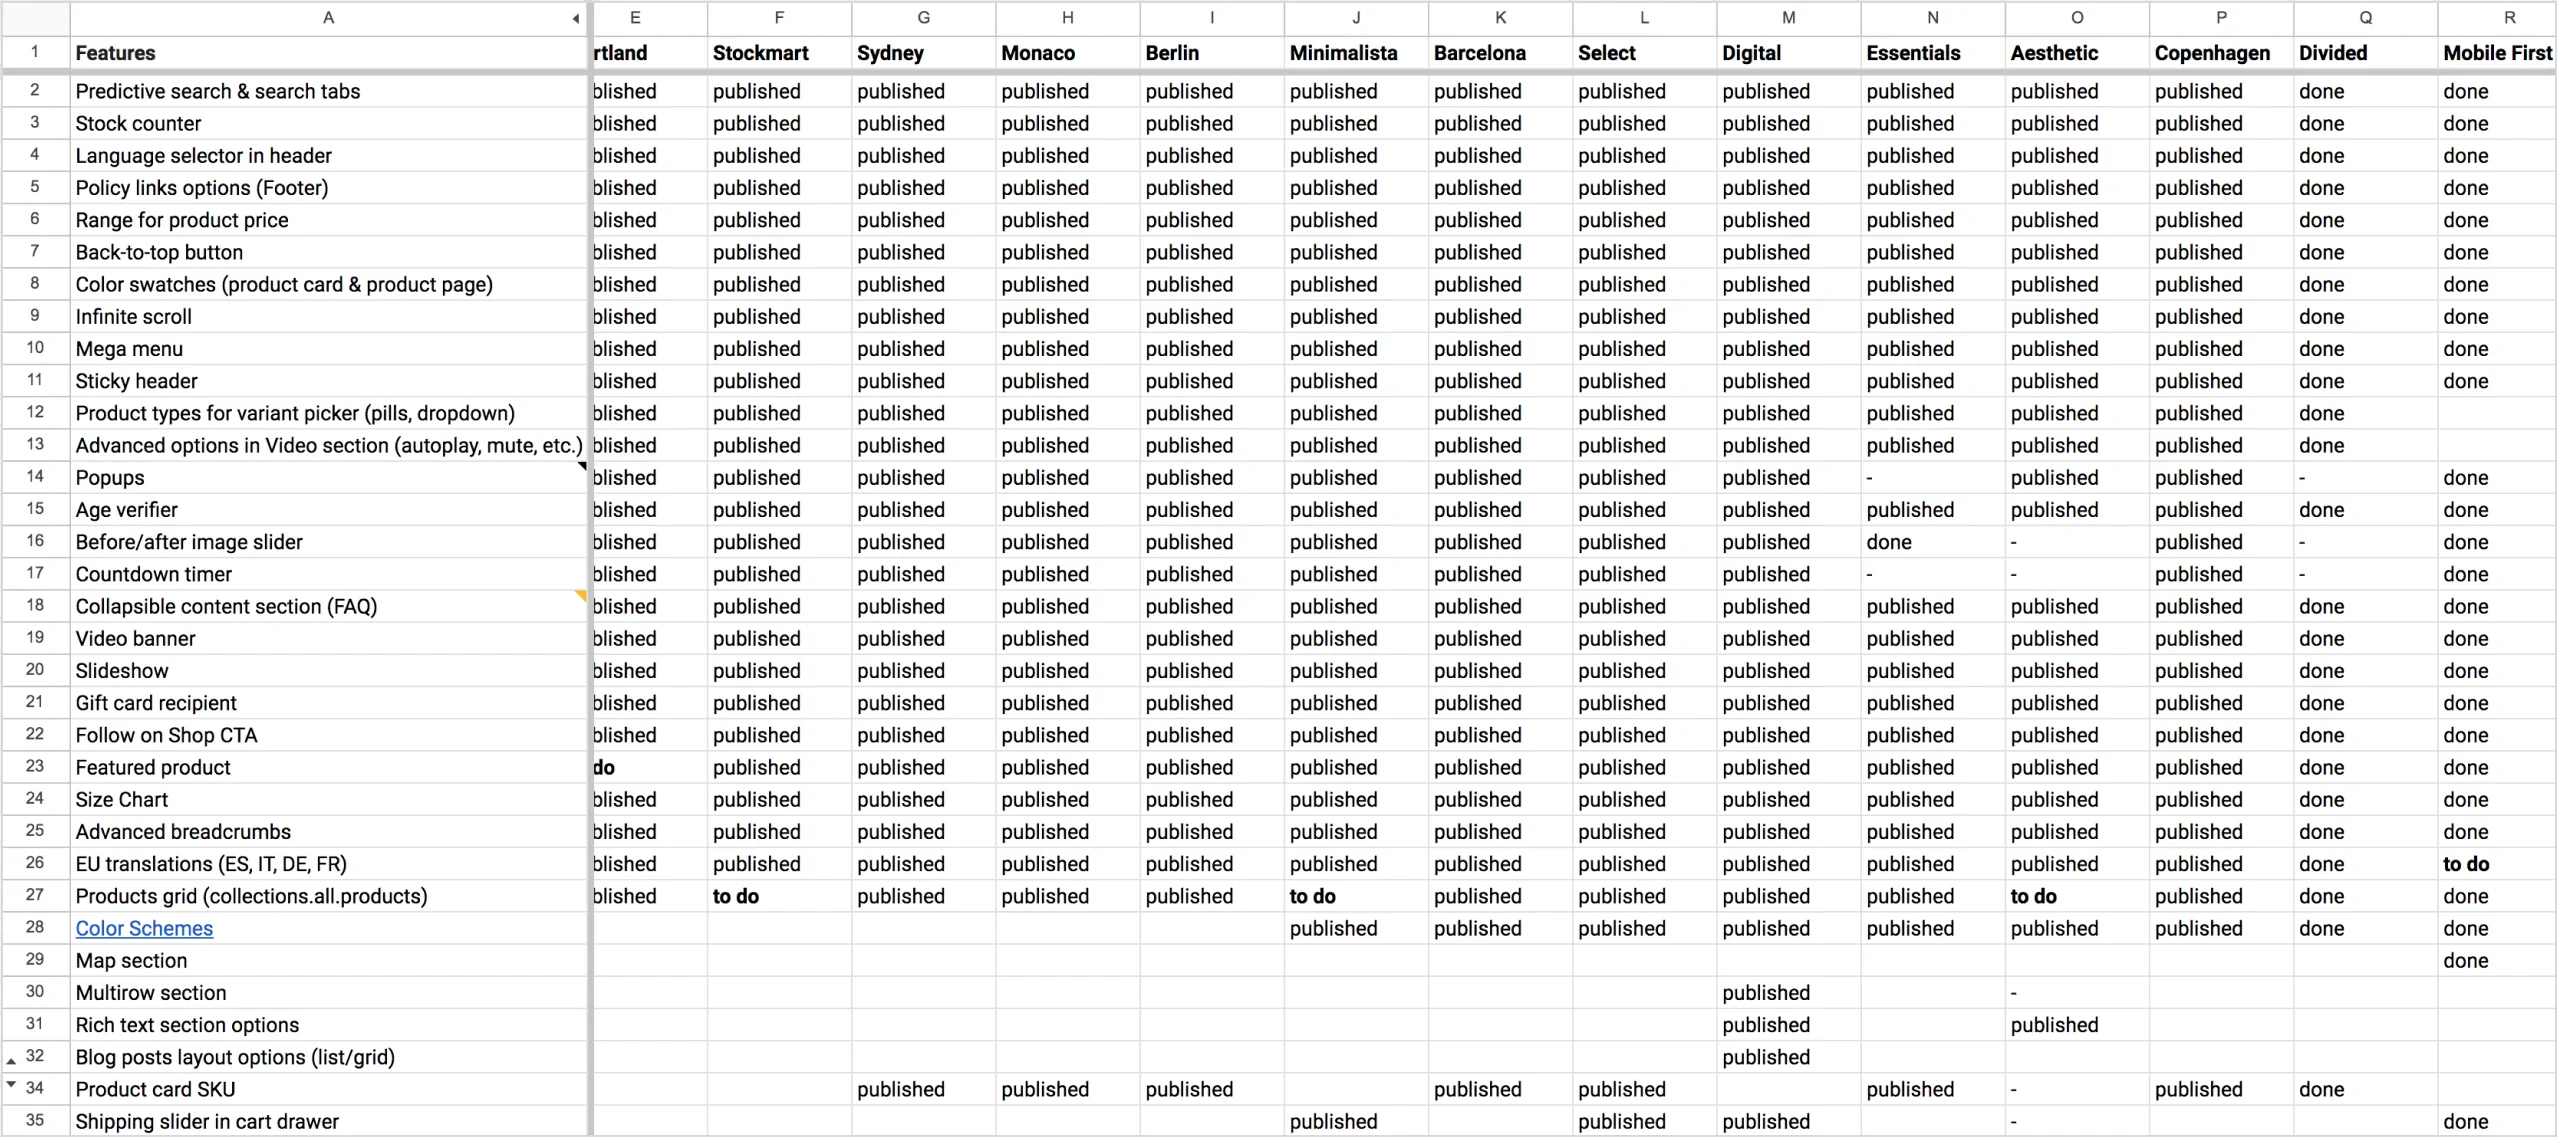 A E F G H I J K L M N O P Q R
1 Features rtland Stockmart Sydney Monaco Berlin Minimalista Barcelona Select Digital Essentials Aesthetic Copenhagen Divided Mobile First
2 Predictive search & search tabs blished published published published published published published published published published published published done done
3 Stock counter blished published published published published published published published published published published published done done
4 Language selector in header blished published published published published published published published published published published published done done
5 Policy links options (Footer) blished published published published published published published published published published published published done done
6 Range for product price blished published published published published published published published published published published published done done
7 Back-to-top button blished published published published published published published published published published published published done done
8 Color swatches (product card & product page) blished published published published published published published published published published published published done done
9 Infinite scroll blished published published published published published published published published published published published done done
10 Mega menu blished published published published published published published published published published published published done done
11 Sticky header blished published published published published published published published published published published published done done
12 Product types for variant picker (pills, dropdown) blished published published published published published published published published published published published done
13 Advanced options in Video section (autoplay, mute, etc.) blished published published published published published published published published published published published done
14 Popups blished published published published published published published published published - published published - done
15 Age verifier blished published published published published published published published published published published published done done
16 Before/after image slider blished published published published published published published published published done - published - done
17 Countdown timer blished published published published published published published published published - - published - done
18 Collapsible content section (FAQ) blished published published published published published published published published published published published done done
19 Video banner blished published published published published published published published published published published published done done
20 Slideshow blished published published published published published published published published published published published done done
21 Gift card recipient blished published published published published published published published published published published published done done
22 Follow on Shop CTA blished published published published published published published published published published published published done done
23 Featured product do published published published published published published published published published published published done done
24 Size Chart blished published published published published published published published published published published published done done
25 Advanced breadcrumbs blished published published published published published published published published published published published done done
26 EU translations (ES, IT, DE, FR) blished published published published published published published published published published published published done to do
27 Products grid (collections.all.products) blished to do published published published to do published published published published to do published done done
28 Color Schemes published published published published published published published done done
29 Map section done
30 Multirow section published -
31 Rich text section options published published
32 Blog posts layout options (list/grid) published
34 Product card SKU published published published published published published - published done
35 Shipping slider in cart drawer published published published - done